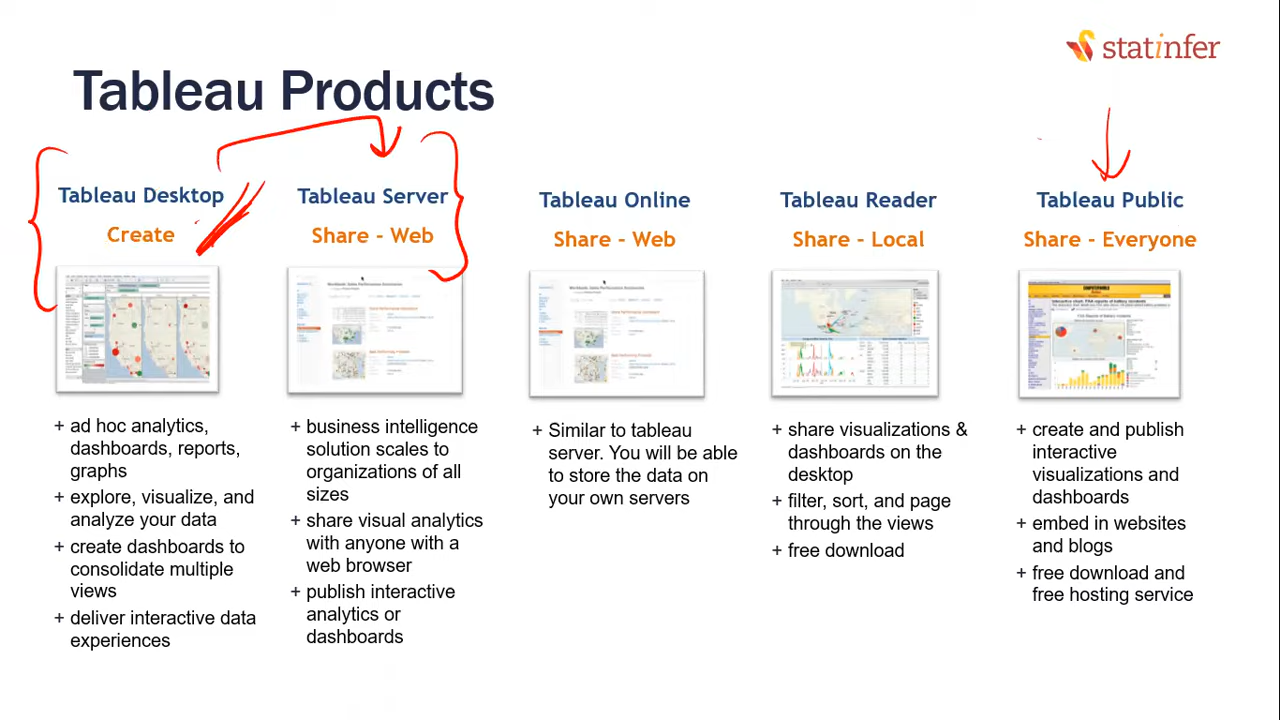 statinfer
Tableau Products
Tableau Desktop
Create
+ ad hoc analytics,
dashboards, reports,
graphs
+ explore, visualize, and
analyze your data
+ create dashboards to
consolidate multiple
views
+ deliver interactive data
experiences
Tableau Server
Share - Web
+ business intelligence
solution scales to
organizations of all
sizes
+ share visual analytics
with anyone with a
web browser
+ publish interactive
analytics or
dashboards
Tableau Online
Share - Web
+ Similar to tableau
server. You will be able
to store the data on
your own servers
Tableau Reader
Share - Local
+ share visualizations &
dashboards on the
desktop
+ filter, sort, and page
through the views
+ free download
Tableau Public
Share - Everyone
+ create and publish
interactive
visualizations and
dashboards
+ embed in websites
and blogs
+ free download and
free hosting service